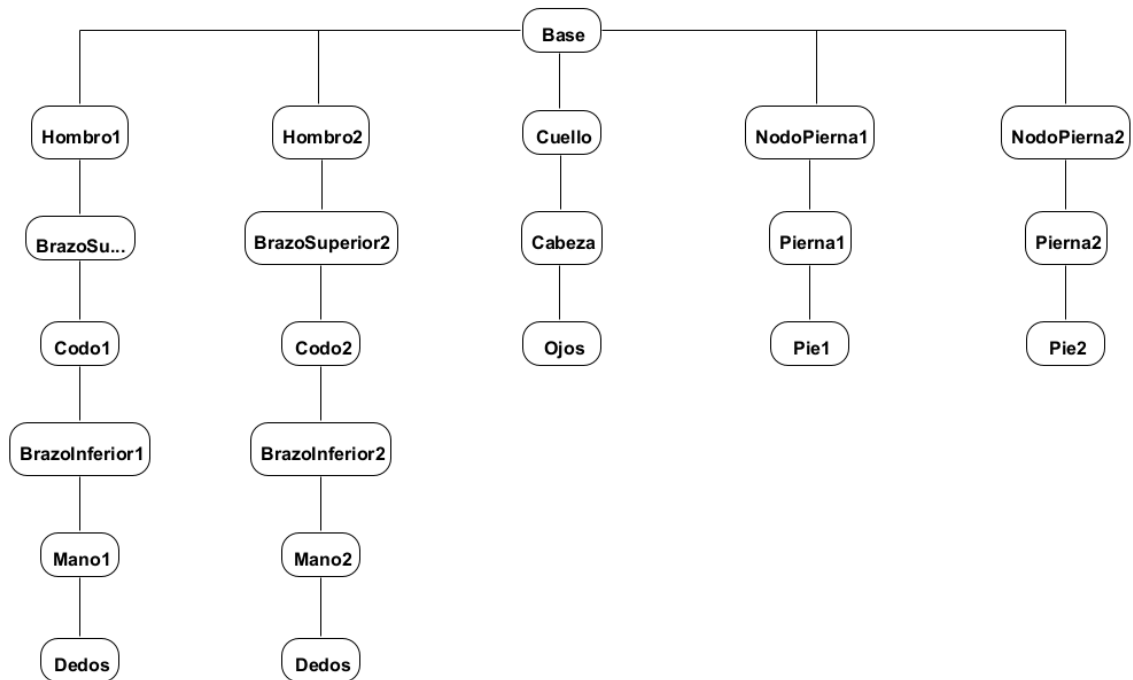 Base
Hombro1
Hombro2
Cuello
NodoPierna1
NodoPierna2
BrazoSu...
BrazoSuperior2
Cabeza
Pierna1
Pierna2
Codo1
Codo2
Ojos
Pie1
Pie2
BrazoInferior1
BrazoInferior2
Mano1
Mano2
Dedos
Dedos